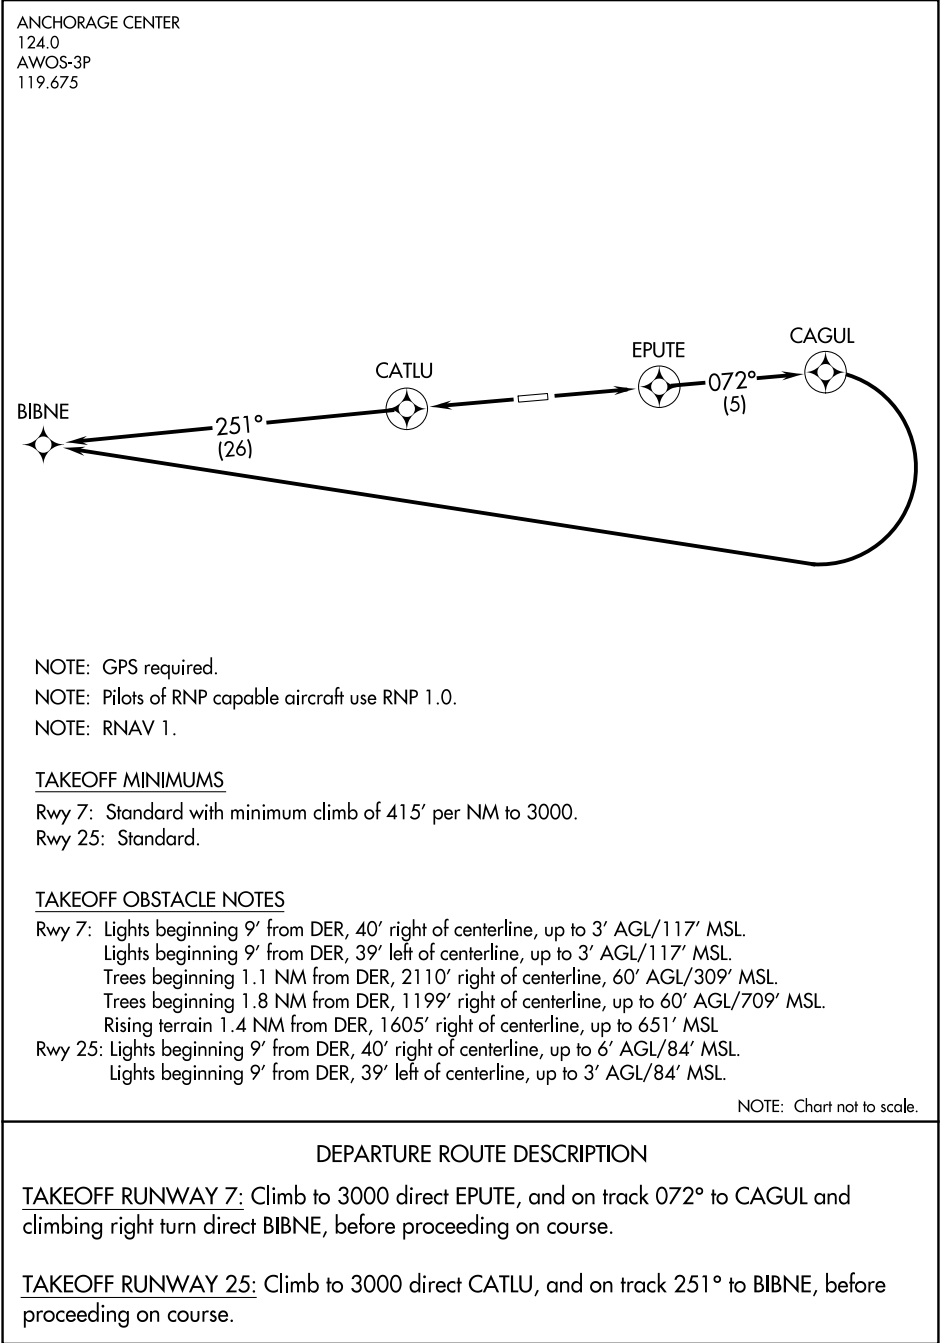 ANCHORAGE CENTER
124.0
AWOS-3P
119.675
CAGUL
EPUTE
CATLU
072°
(5)
BIBNE
251°
(26)
NOTE: GPS required.
NOTE: Pilots of RNP capable aircraft use RNP 1.0.
NOTE: RNAV 1.
TAKEOFF MINIMUMS
Rwy 7: Standard with minimum climb of 415' per NM to 3000.
Rwy 25: Standard.
TAKEOFF OBSTACLE NOTES
Rwy 7: Lights beginning 9' from DER, 40' right of centerline, up to 3' AGL/117' MSL.
Lights beginning 9' from DER, 39' left of centerline, up to 3' AGL/117' MSL.
Trees beginning 1.1 NM from DER, 2110' right of centerline, 60' AGL/309' MSL.
Trees beginning 1.8 NM from DER, 1199' right of centerline, up to 60' AGL/709' MSL.
Rising terrain 1.4 NM from DER, 1605' right of centerline, up to 651' MSL
Rwy 25: Lights beginning 9' from DER, 40' right of centerline, up to 6' AGL/84' MSL.
Lights beginning 9' from DER, 39' left of centerline, up to 3' AGL/84' MSL.
NOTE: Chart not to scale.
DEPARTURE ROUTE DESCRIPTION
TAKEOFF RUNWAY 7: Climb to 3000 direct EPUTE, and on track 072° to CAGUL and
climbing right turn direct BIBNE, before proceeding on course.
TAKEOFF RUNWAY 25: Climb to 3000 direct CATLU, and on track 251° to BIBNE, before
proceeding on course.